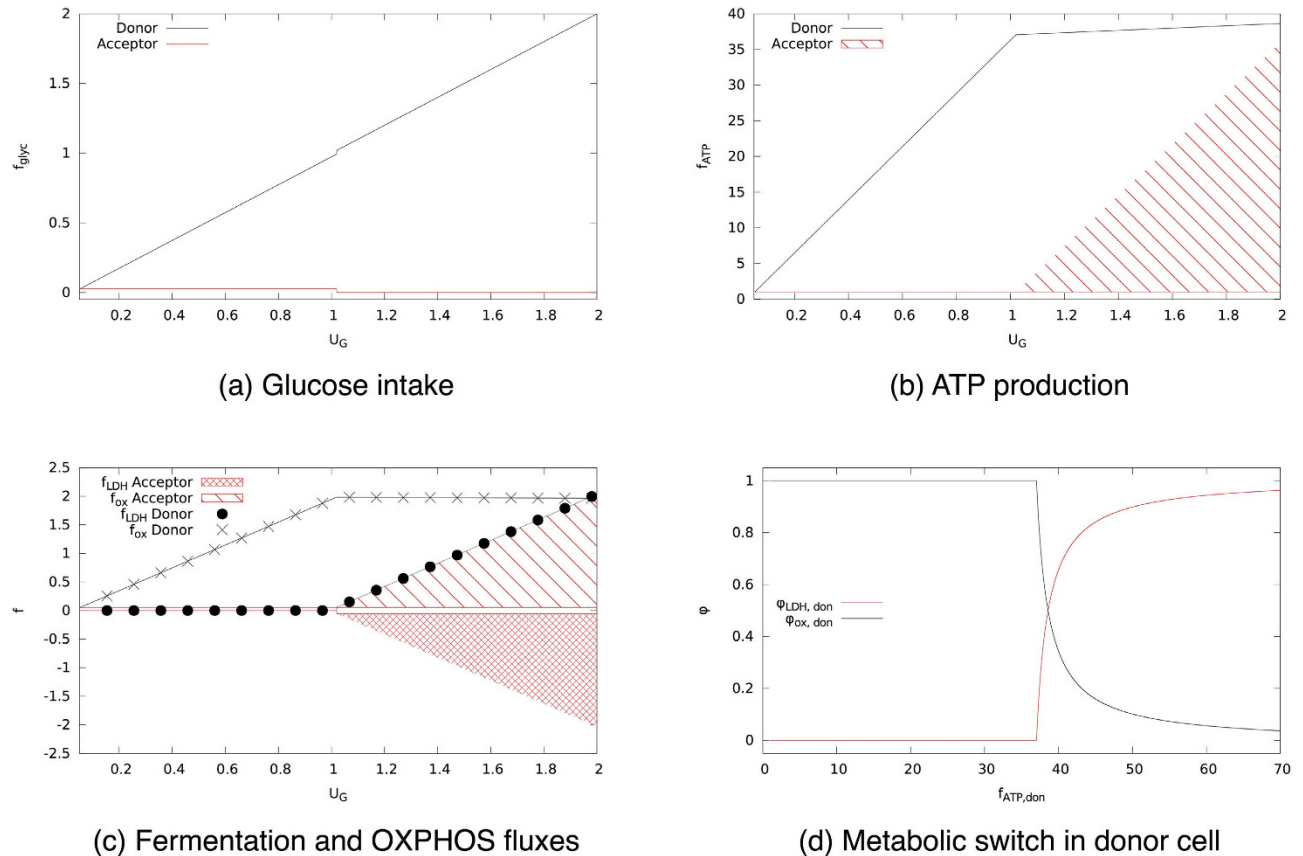 Donor
Acceptor
f_glyc
2
1.5
1
0.5
0
0.2 0.4 0.6 0.8 1 1.2 1.4 1.6 1.8 2
U_G
(a) Glucose intake
Donor
Acceptor
f_ATP
40
35
30
25
20
15
10
5
0
0.2 0.4 0.6 0.8 1 1.2 1.4 1.6 1.8 2
U_G
(b) ATP production
f_LDH Acceptor
f_ox Acceptor
f_LDH Donor
f_ox Donor
f
2.5
2
1.5
1
0.5
0
-0.5
-1
-1.5
-2
-2.5
0.2 0.4 0.6 0.8 1 1.2 1.4 1.6 1.8 2
U_G
(c) Fermentation and OXPHOS fluxes
φ_LDH, don
φ_ox, don
φ
1
0.8
0.6
0.4
0.2
0
0 10 20 30 40 50 60 70
f_ATP,don
(d) Metabolic switch in donor cell